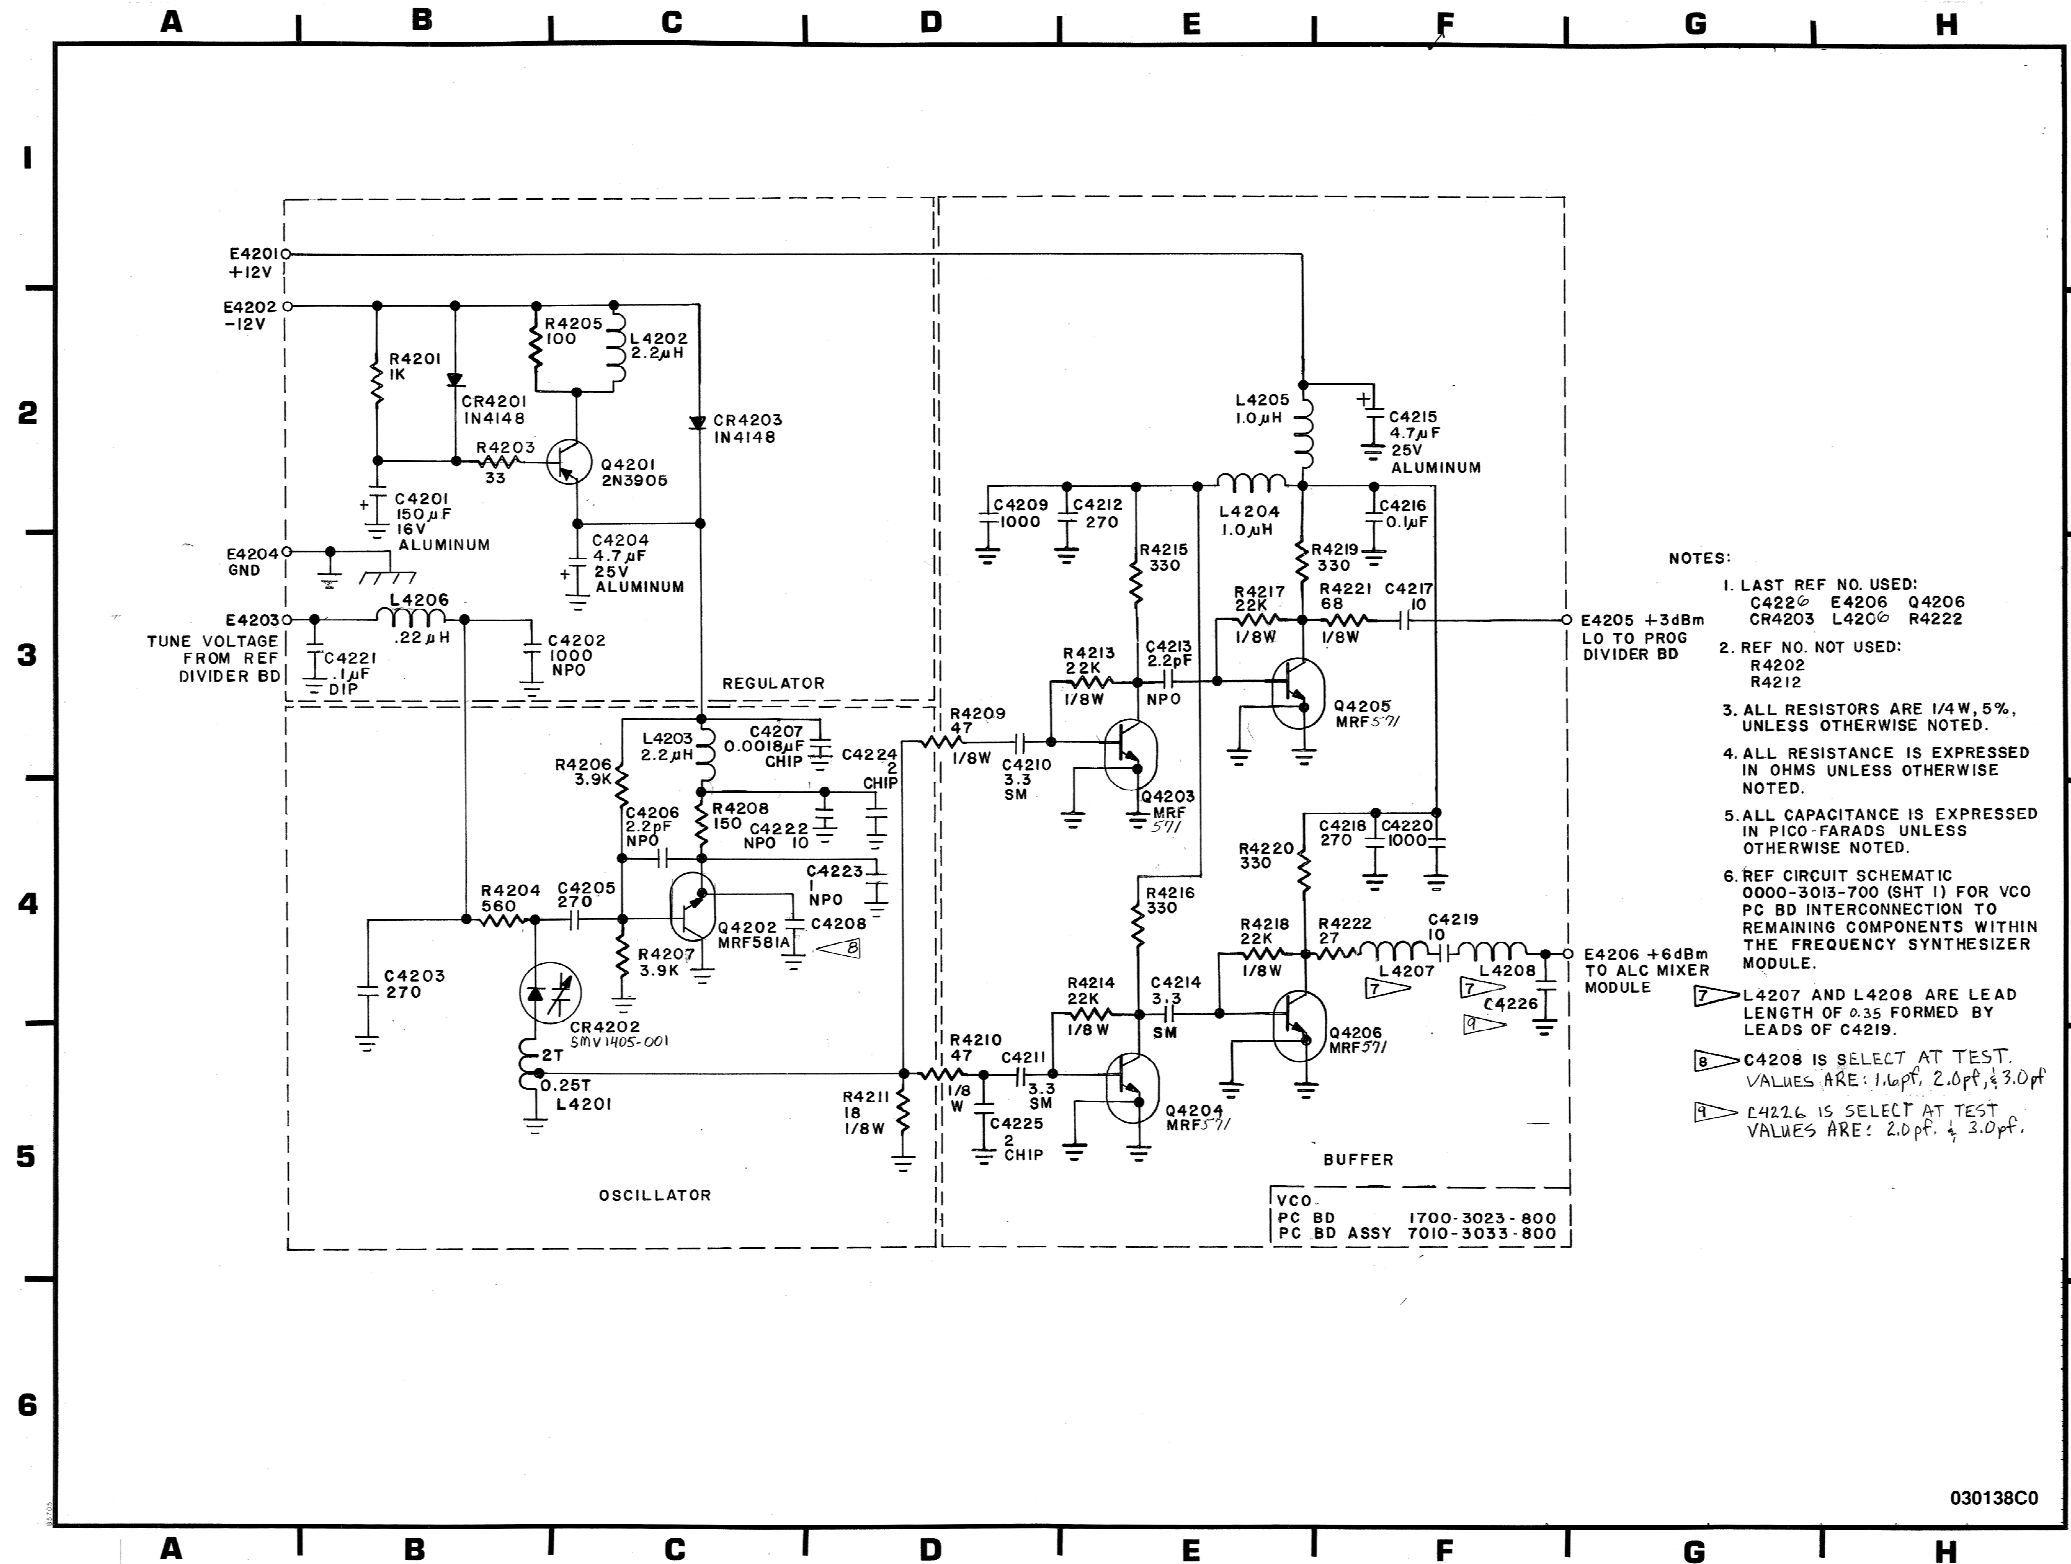 A B C D E F G H
1
E4201
+12V
E4202
-12V
R4205
100
L4202
2.2µH
R4201
1K
CR4201
IN4148
CR4203
IN4148
R4203
33
Q4201
2N3905
C4201
150µF
16V
ALUMINUM
+
2
L4205
1.0µH
+
C4215
4.7µF
25V
ALUMINUM
C4209
1000
C4212
270
L4204
1.0µH
C4216
0.1µF
E4204
GND
C4204
4.7µF
25V
ALUMINUM
+
R4215
330
R4219
330
E4203
TUNE VOLTAGE
FROM REF
DIVIDER BD
L4206
.22µH
C4221
.1µF
DIP
C4202
1000
NPO
REGULATOR
3
R4217
22K
1/8W
R4221
68
1/8W
C4217
10
E4205 +3dBm
LO TO PROG
DIVIDER BD
R4213
22K
1/8W
C4213
2.2pF
NPO
Q4205
MRF571
R4209
47
1/8W
C4210
3.3
SM
Q4203
MRF
571
L4203
2.2µH
C4207
0.0018µF
CHIP
C4224
2
CHIP
R4206
3.9K
C4206
2.2pF
NPO
R4208
150
C4222
NPO 10
C4223
1
NPO
4
R4204
560
C4205
270
Q4202
MRF581A
C4208
8
R4207
3.9K
C4203
270
CR4202
SMV1405-001
2T
0.25T
L4201
C4218
270
C4220
1000
R4220
330
R4216
330
R4218
22K
1/8W
R4222
27
C4219
10
L4207
7
L4208
7
C4226
9
E4206 +6dBm
TO ALC MIXER
MODULE
R4214
22K
1/8W
C4214
3.3
SM
Q4206
MRF571
R4210
47
1/8
W
C4211
3.3
SM
R4211
18
1/8W
C4225
2
CHIP
Q4204
MRF571
5
OSCILLATOR
BUFFER
VCO
PC BD 1700-3023-800
PC BD ASSY 7010-3033-800
6
NOTES:
1. LAST REF NO. USED:
C4226 E4206 Q4206
CR4203 L4206 R4222
2. REF NO. NOT USED:
R4202
R4212
3. ALL RESISTORS ARE 1/4W, 5%,
UNLESS OTHERWISE NOTED.
4. ALL RESISTANCE IS EXPRESSED
IN OHMS UNLESS OTHERWISE
NOTED.
5. ALL CAPACITANCE IS EXPRESSED
IN PICO-FARADS UNLESS
OTHERWISE NOTED.
6. REF CIRCUIT SCHEMATIC
0000-3013-700 (SHT 1) FOR VCO
PC BD INTERCONNECTION TO
REMAINING COMPONENTS WITHIN
THE FREQUENCY SYNTHESIZER
MODULE.
7 L4207 AND L4208 ARE LEAD
LENGTH OF 0.35 FORMED BY
LEADS OF C4219.
8 C4208 IS SELECT AT TEST.
VALUES ARE: 1.6pf, 2.0pf, & 3.0pf
9 C4226 IS SELECT AT TEST
VALUES ARE: 2.0pf. & 3.0pf.
030138C0
A B C D E F G H